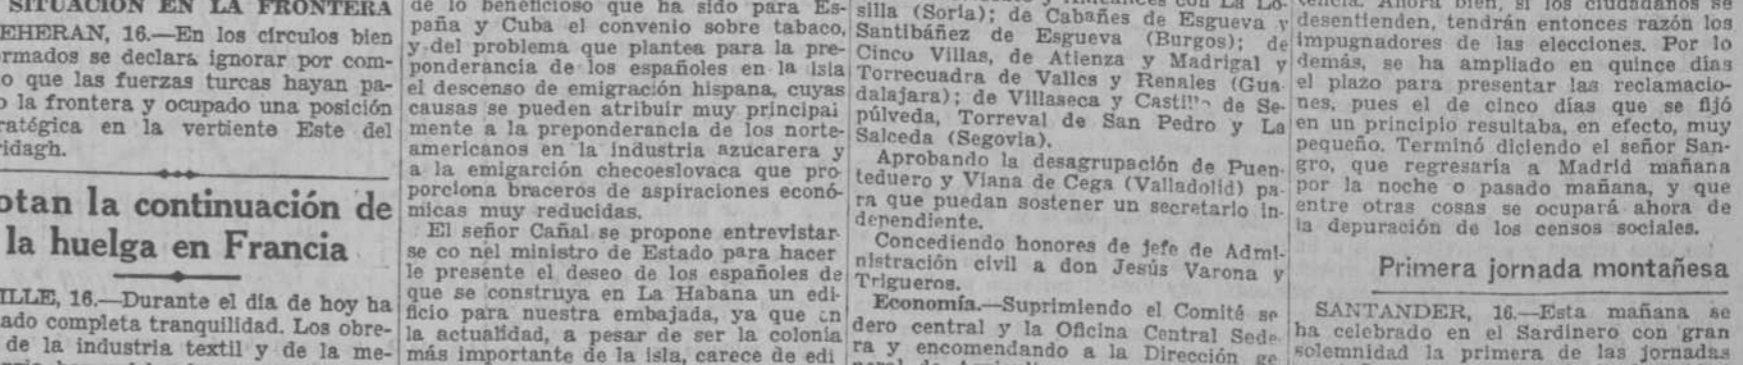 SITUACIÓN EN LA FRONTERA
EHERAN, 16.—En los círculos bien
ormados se declara ignorar por com-
o que las fuerzas turcas hayan pa-
o la frontera y ocupado una posición
ratégica en la vertiente Este del
ridagh.
otan la continuación de
la huelga en Francia
ILLE, 16.—Durante el día de hoy ha
ado completa tranquilidad. Los obre-
de la industria textil y de la me-
de lo beneficioso que ha sido para Es-
paña y Cuba el convenio sobre tabaco,
y del problema que plantea para la pre-
ponderancia de los españoles en la Isla
el descenso de emigración hispana, cuyas
causas se pueden atribuir muy principal
mente a la preponderancia de los norte-
americanos en la industria azucarera y
a la emigarción checoeslovaca que pro
porciona braceros de aspiraciones econó-
micas muy reducidas.
El señor Cañal se propone entrevistar-
se co nel ministro de Estado para hacer
le presente el deseo de los españoles de
que se construya en La Habana un edi-
ficio para nuestra embajada, ya que en
la actualidad, a pesar de ser la colonia
más importante de la isla, carece de edi
silla (Soria); de Cabañes de Esgueva y
Santibáñez de Esgueva (Burgos); de
Cinco Villas, de Atienza y Madrigal y
Torrecuadra de Valles y Renales (Gua-
dalajara); de Villaseca y de Se-
púlveda, Torreval de San Pedro y La
Salceda (Segovia).
Aprobando la desagrupación de Puen-
teduero y Viana de Cega (Valladolid) pa-
ra que puedan sostener un secretario in-
dependiente.
Concediendo honores de jefe de Admi-
nistración civil a don Jesús Varona y
Trigueros.
Economía.—Suprimiendo el Comité se
dero central y la Oficina Central Sede-
ra y encomendando a la Dirección ge
desentienden, tendrán entonces razón los
impugnadores de las elecciones. Por lo
demás, se ha ampliado en quince días
el plazo para presentar las reclamacio-
nes, pues el de cinco días que se fijó
en un principio resultaba, en efecto, muy
pequeño. Terminó diciendo el señor San-
gro, que regresaría a Madrid mañana
por la noche o pasado mañana, y que
entre otras cosas se ocupará ahora de
la depuración de los censos sociales.
Primera jornada montañesa
SANTANDER, 16.—Esta mañana se
ha celebrado en el Sardinero con gran
solemnidad la primera de las jornadas